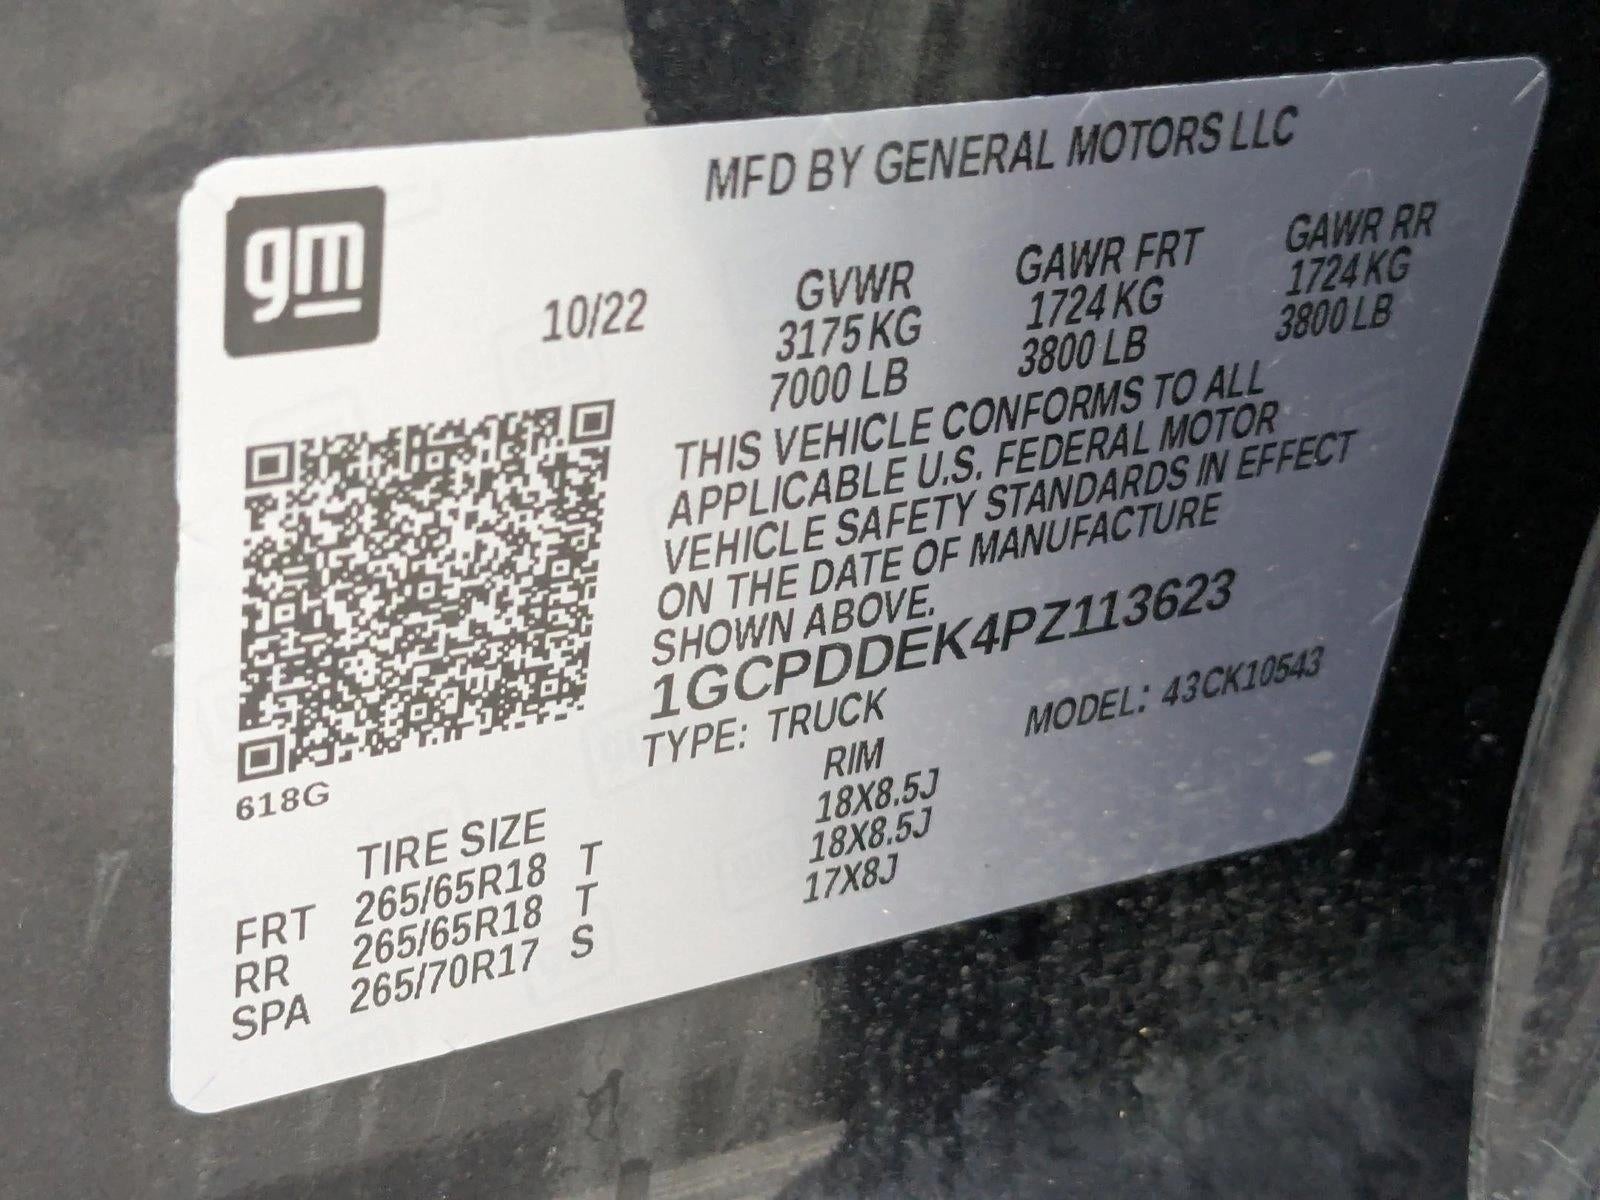 gm
MFD BY GENERAL MOTORS LLC
10/22
GVWR GAWR FRT GAWR RR
3175 KG 1724 KG 1724 KG
7000 LB 3800 LB 3800 LB
THIS VEHICLE CONFORMS TO ALL
APPLICABLE U.S. FEDERAL MOTOR
VEHICLE SAFETY STANDARDS IN EFFECT
ON THE DATE OF MANUFACTURE
SHOWN ABOVE.
1GCPDDEK4PZ113623
TYPE: TRUCK MODEL: 43CK10543
618G
TIRE SIZE RIM
FRT 265/65R18 T 18X8.5J
RR 265/65R18 T 18X8.5J
SPA 265/70R17 S 17X8J